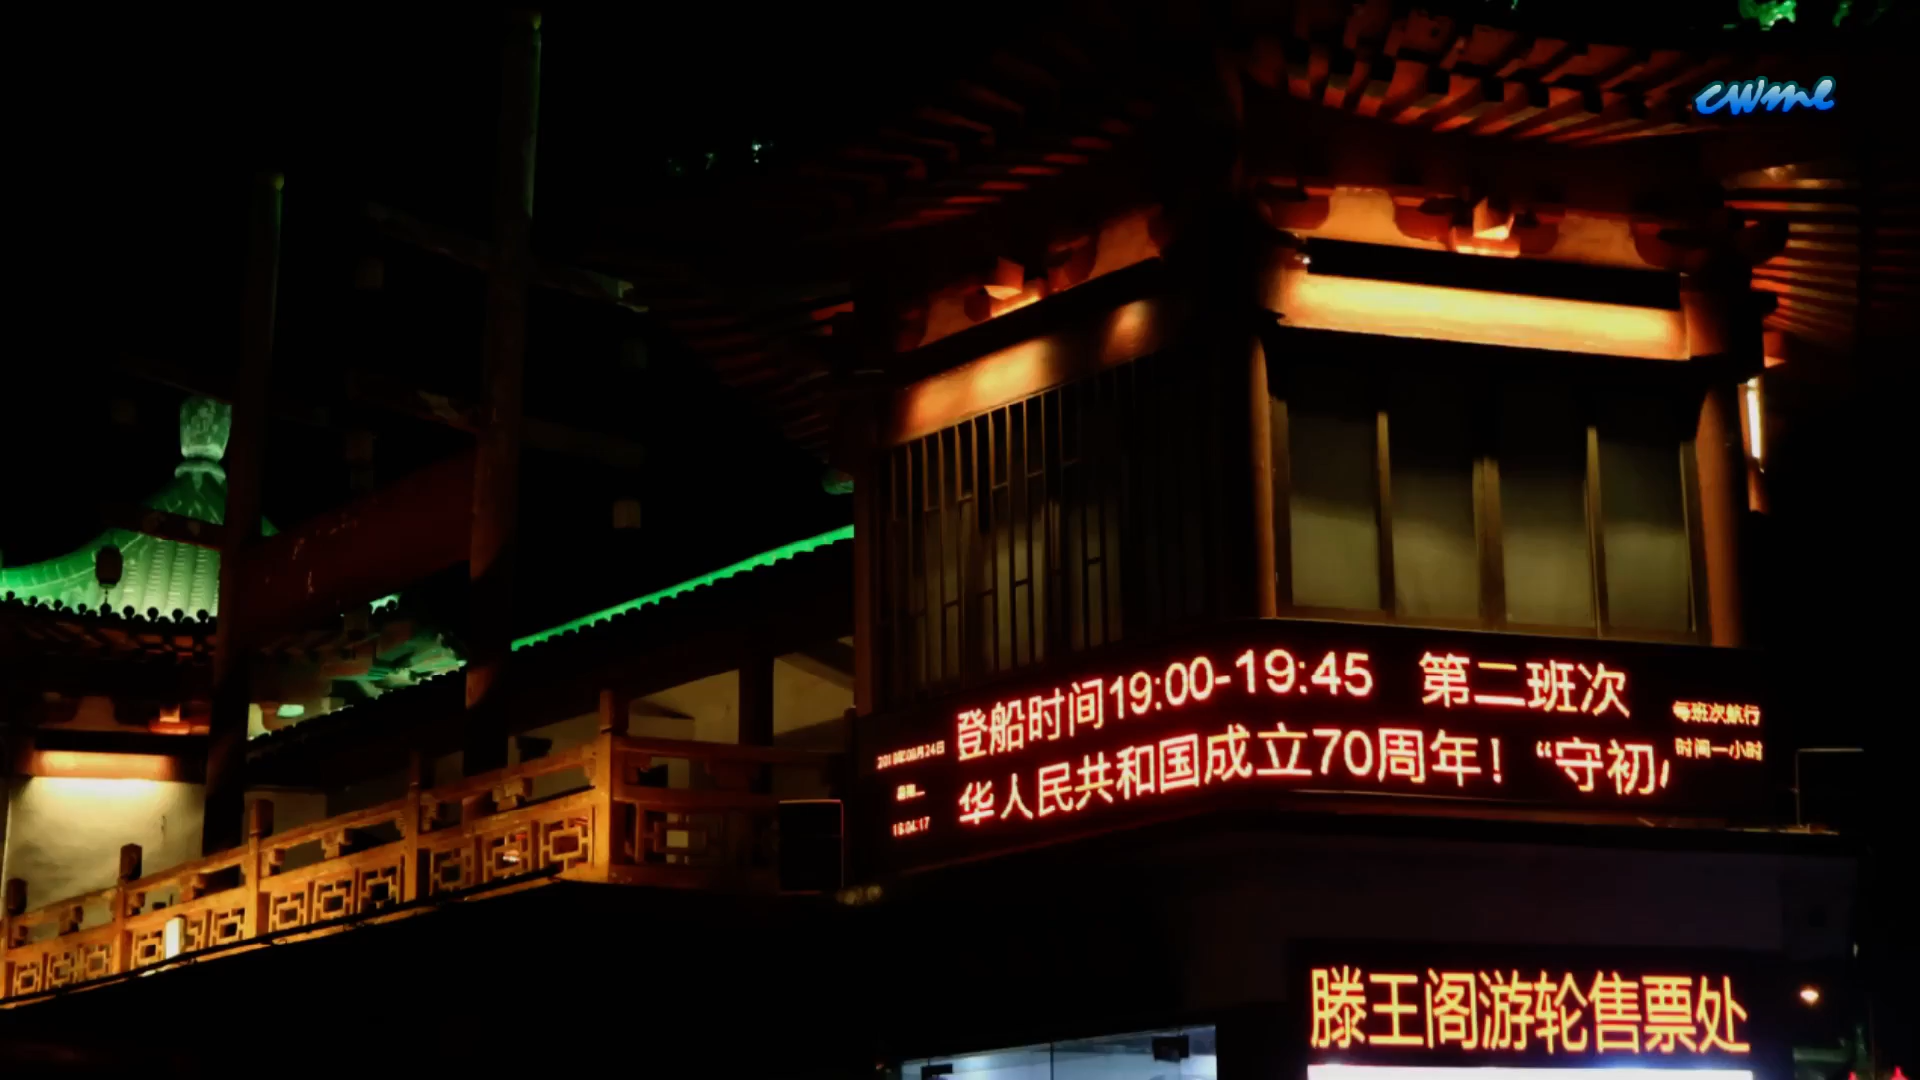 cwme
登船时间19:00-19:45 第二班次
华人民共和国成立70周年！“守初
每班次航行
时间一小时
滕王阁游轮售票处